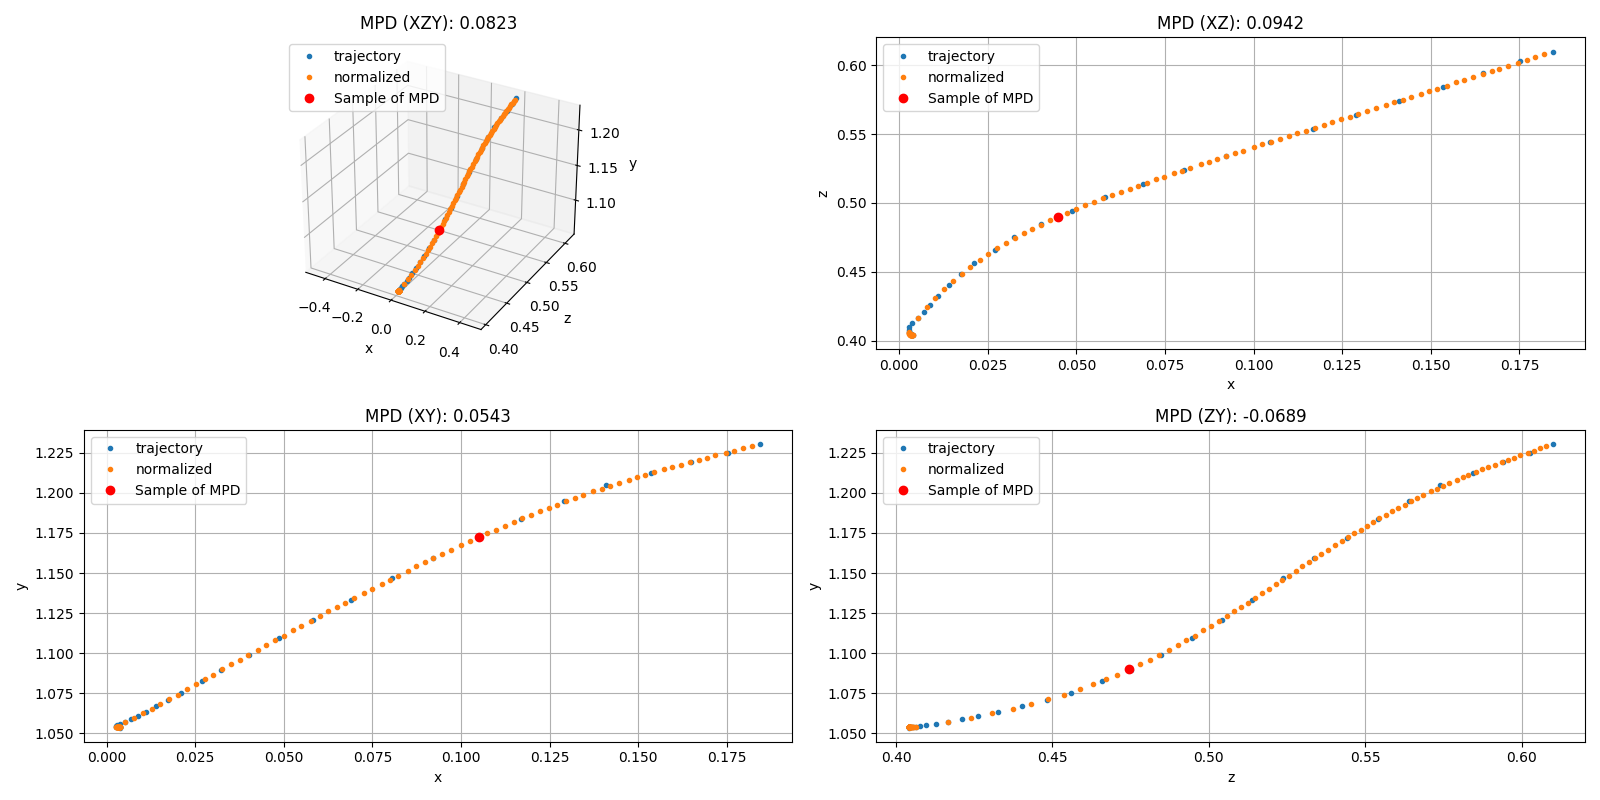 MPD (XZY): 0.0823
trajectory
normalized
Sample of MPD
1.20
1.15
1.10
y
−0.4
−0.2
0.0
0.2
0.4
x
0.60
0.55
0.50
0.45
0.40
z
MPD (XZ): 0.0942
trajectory
normalized
Sample of MPD
0.60
0.55
0.50
0.45
0.40
z
0.000 0.025 0.050 0.075 0.100 0.125 0.150 0.175
x
MPD (XY): 0.0543
trajectory
normalized
Sample of MPD
1.225
1.200
1.175
1.150
1.125
1.100
1.075
1.050
y
0.000 0.025 0.050 0.075 0.100 0.125 0.150 0.175
x
MPD (ZY): -0.0689
trajectory
normalized
Sample of MPD
1.225
1.200
1.175
1.150
1.125
1.100
1.075
1.050
y
0.40 0.45 0.50 0.55 0.60
z